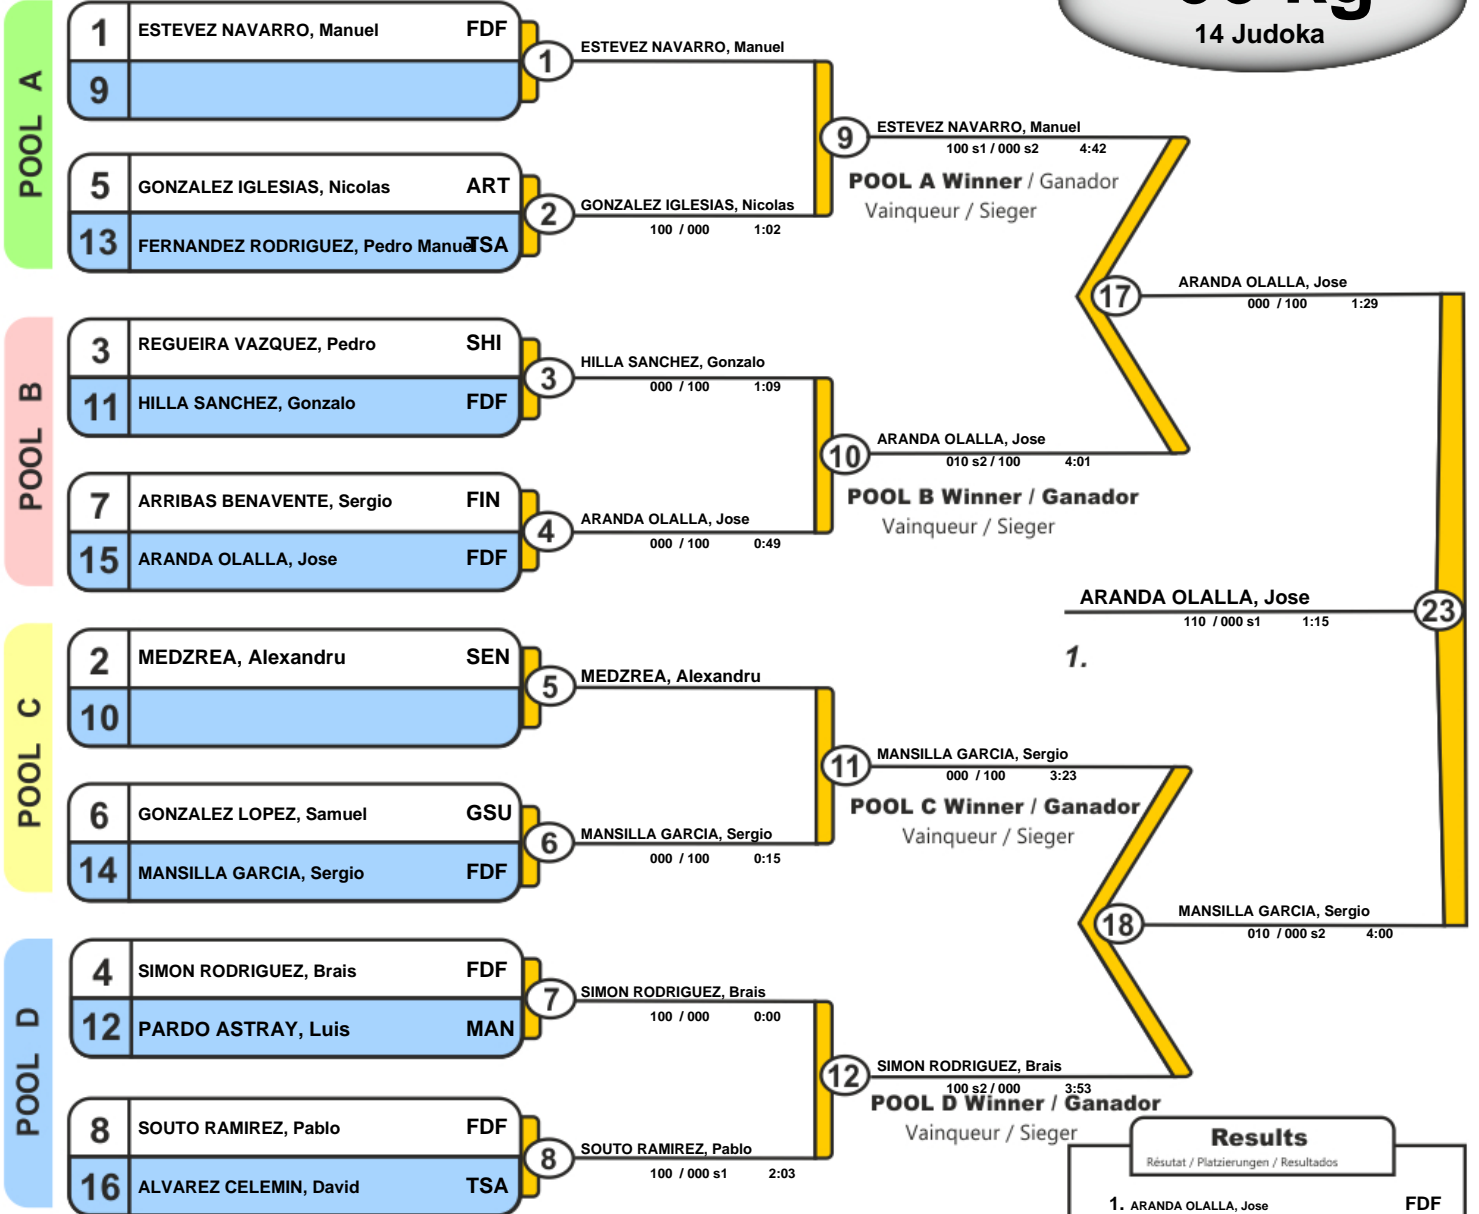 14 Judoka
POOL A
1 ESTEVEZ NAVARRO, Manuel FDF
9
1
ESTEVEZ NAVARRO, Manuel
5 GONZALEZ IGLESIAS, Nicolas ART
13 FERNANDEZ RODRIGUEZ, Pedro Manuel TSA
2
GONZALEZ IGLESIAS, Nicolas
100 / 000 1:02
9
ESTEVEZ NAVARRO, Manuel
100 s1 / 000 s2 4:42
POOL A Winner / Ganador
Vainqueur / Sieger
POOL B
3 REGUEIRA VAZQUEZ, Pedro SHI
11 HILLA SANCHEZ, Gonzalo FDF
3
HILLA SANCHEZ, Gonzalo
000 / 100 1:09
7 ARRIBAS BENAVENTE, Sergio FIN
15 ARANDA OLALLA, Jose FDF
4
ARANDA OLALLA, Jose
000 / 100 0:49
10
ARANDA OLALLA, Jose
010 s2 / 100 4:01
POOL B Winner / Ganador
Vainqueur / Sieger
17
ARANDA OLALLA, Jose
000 / 100 1:29
POOL C
2 MEDZREA, Alexandru SEN
10
5
MEDZREA, Alexandru
6 GONZALEZ LOPEZ, Samuel GSU
14 MANSILLA GARCIA, Sergio FDF
6
MANSILLA GARCIA, Sergio
000 / 100 0:15
11
MANSILLA GARCIA, Sergio
000 / 100 3:23
POOL C Winner / Ganador
Vainqueur / Sieger
POOL D
4 SIMON RODRIGUEZ, Brais FDF
12 PARDO ASTRAY, Luis MAN
7
SIMON RODRIGUEZ, Brais
100 / 000 0:00
8 SOUTO RAMIREZ, Pablo FDF
16 ALVAREZ CELEMIN, David TSA
8
SOUTO RAMIREZ, Pablo
100 / 000 s1 2:03
12
SIMON RODRIGUEZ, Brais
100 s2 / 000 3:53
POOL D Winner / Ganador
Vainqueur / Sieger
18
MANSILLA GARCIA, Sergio
010 / 000 s2 4:00
23
ARANDA OLALLA, Jose
110 / 000 s1 1:15
1.
Results
Résutat / Platzierungen / Resultados
1. ARANDA OLALLA, Jose FDF